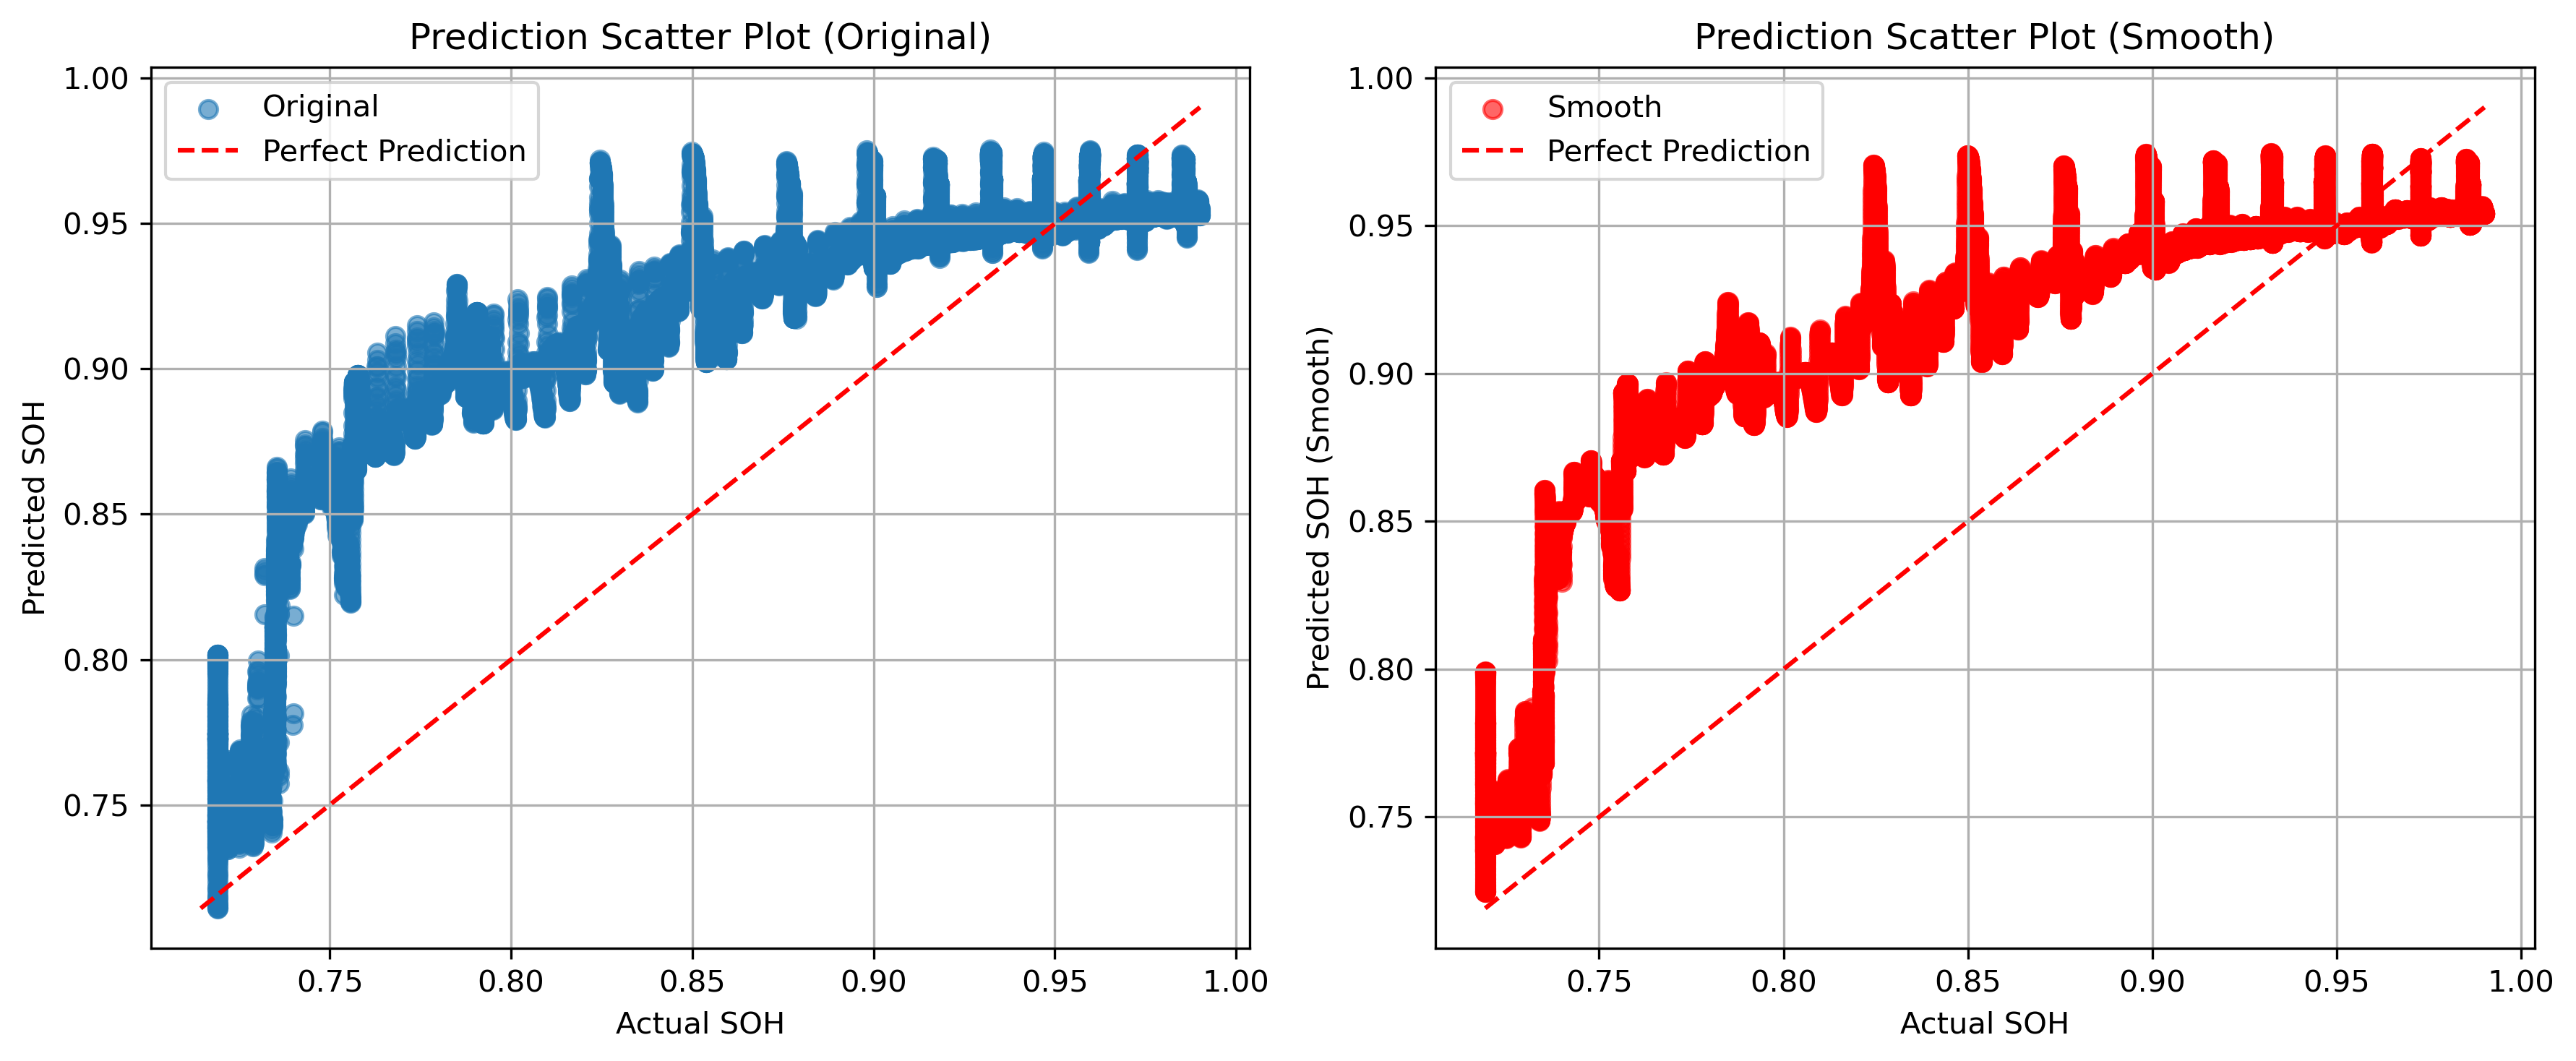 Prediction Scatter Plot (Original)
1.00
0.95
0.90
0.85
0.80
0.75
Predicted SOH
Original
Perfect Prediction
0.75 0.80 0.85 0.90 0.95 1.00
Actual SOH
Prediction Scatter Plot (Smooth)
1.00
0.95
0.90
0.85
0.80
0.75
Predicted SOH (Smooth)
Smooth
Perfect Prediction
0.75 0.80 0.85 0.90 0.95 1.00
Actual SOH